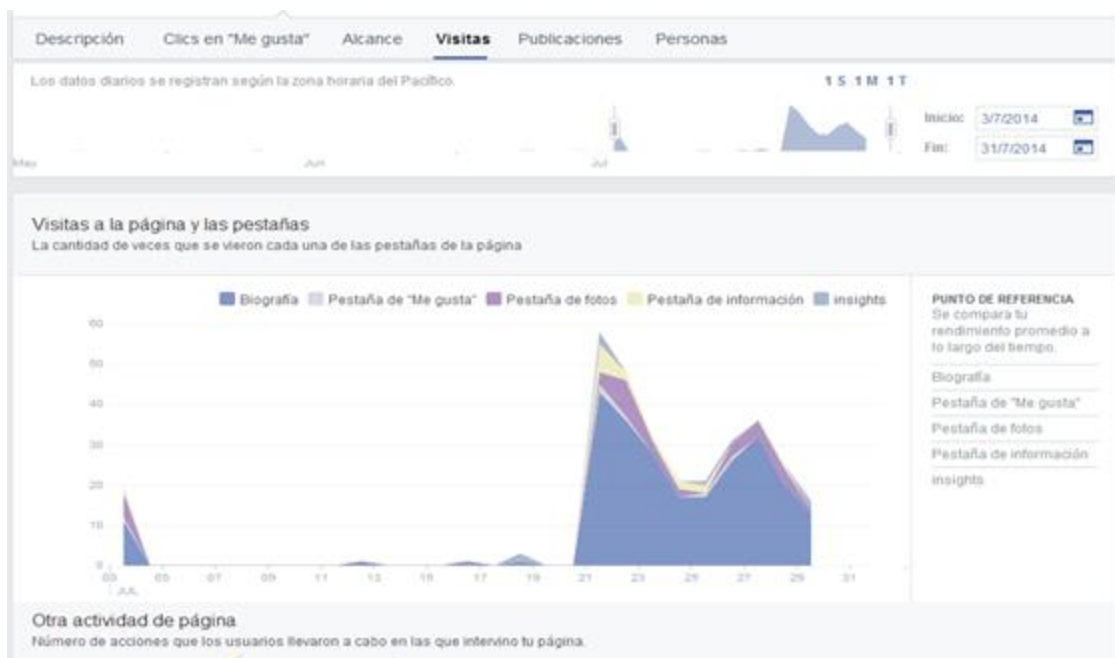 Descripción Clics en "Me gusta" Alcance Visitas Publicaciones Personas
Los datos diarios se registran según la zona horaria del Pacífico.
1 S 1 M 1 T
Inicio: 3/7/2014
Fin: 31/7/2014
May Jun Jul
Visitas a la página y las pestañas
La cantidad de veces que se vieron cada una de las pestañas de la página
Biografía Pestaña de "Me gusta" Pestaña de fotos Pestaña de información insights
60
50
40
30
20
10
0
03 05 07 09 11 13 15 17 19 21 23 25 27 29 31
JUL
PUNTO DE REFERENCIA
Se compara tu
rendimiento promedio a
lo largo del tiempo.
Biografía
Pestaña de "Me gusta"
Pestaña de fotos
Pestaña de información
insights
Otra actividad de página
Número de acciones que los usuarios llevaron a cabo en las que intervino tu página.